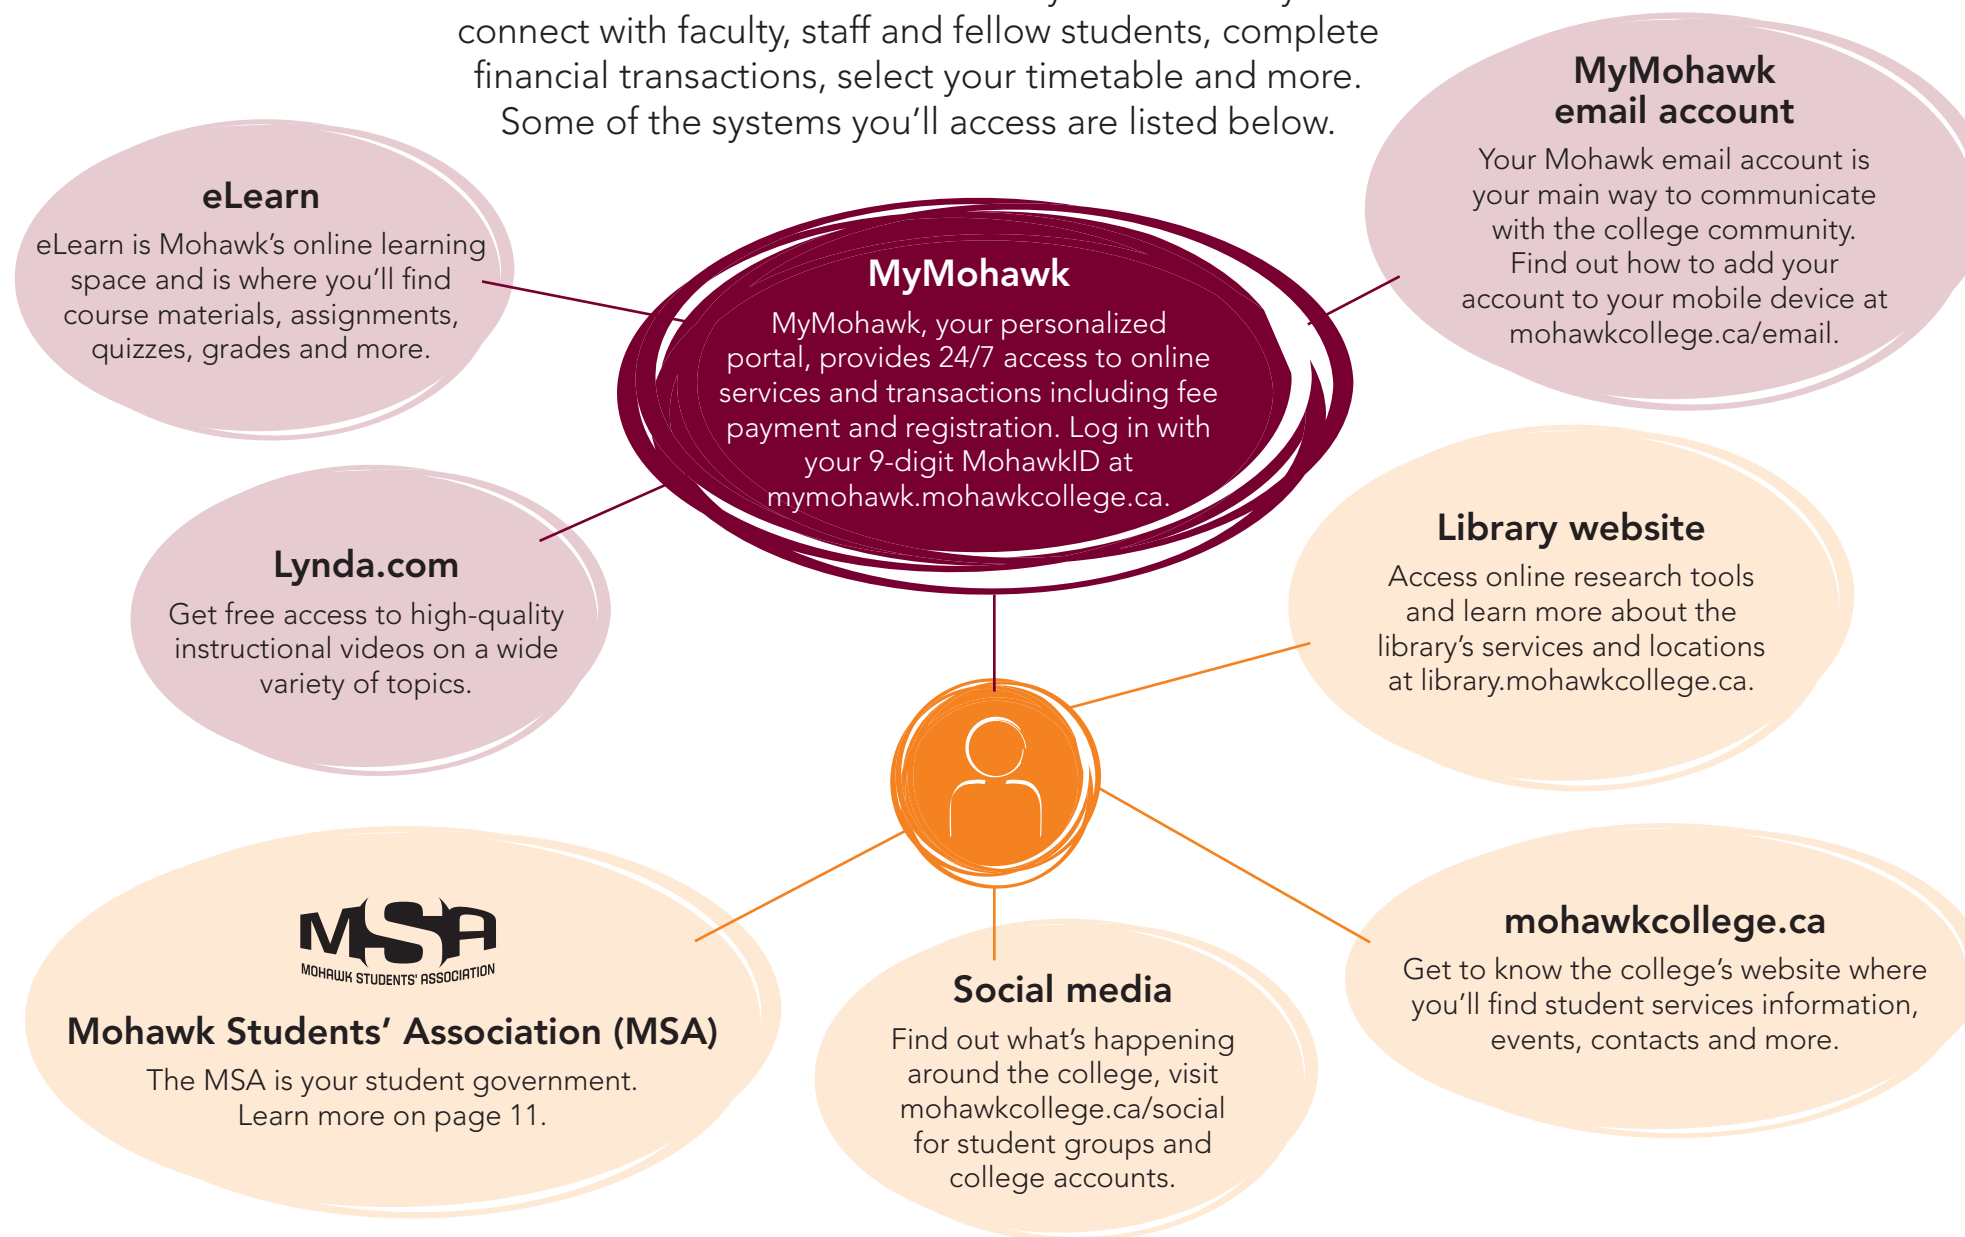 connect with faculty, staff and fellow students, complete
financial transactions, select your timetable and more.
Some of the systems you’ll access are listed below.
eLearn
eLearn is Mohawk’s online learning
space and is where you’ll find
course materials, assignments,
quizzes, grades and more.
MyMohawk
MyMohawk, your personalized
portal, provides 24/7 access to online
services and transactions including fee
payment and registration. Log in with
your 9-digit MohawkID at
mymohawk.mohawkcollege.ca.
MyMohawk
email account
Your Mohawk email account is
your main way to communicate
with the college community.
Find out how to add your
account to your mobile device at
mohawkcollege.ca/email.
Lynda.com
Get free access to high-quality
instructional videos on a wide
variety of topics.
Library website
Access online research tools
and learn more about the
library’s services and locations
at library.mohawkcollege.ca.
MSA
MOHAWK STUDENTS’ ASSOCIATION
Mohawk Students’ Association (MSA)
The MSA is your student government.
Learn more on page 11.
Social media
Find out what’s happening
around the college, visit
mohawkcollege.ca/social
for student groups and
college accounts.
mohawkcollege.ca
Get to know the college’s website where
you’ll find student services information,
events, contacts and more.